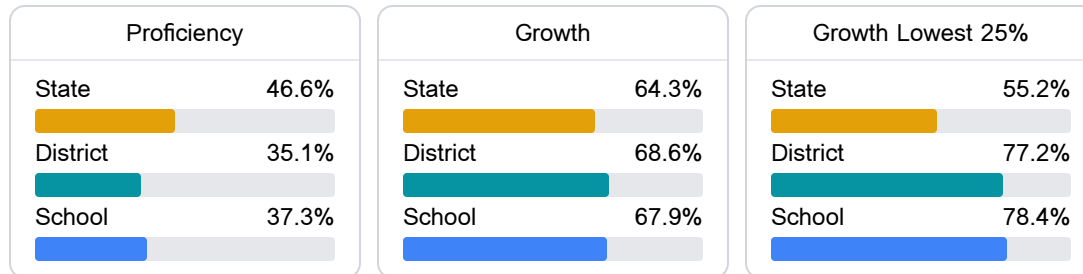 Proficiency
State 46.6%
District 35.1%
School 37.3%
Growth
State 64.3%
District 68.6%
School 67.9%
Growth Lowest 25%
State 55.2%
District 77.2%
School 78.4%